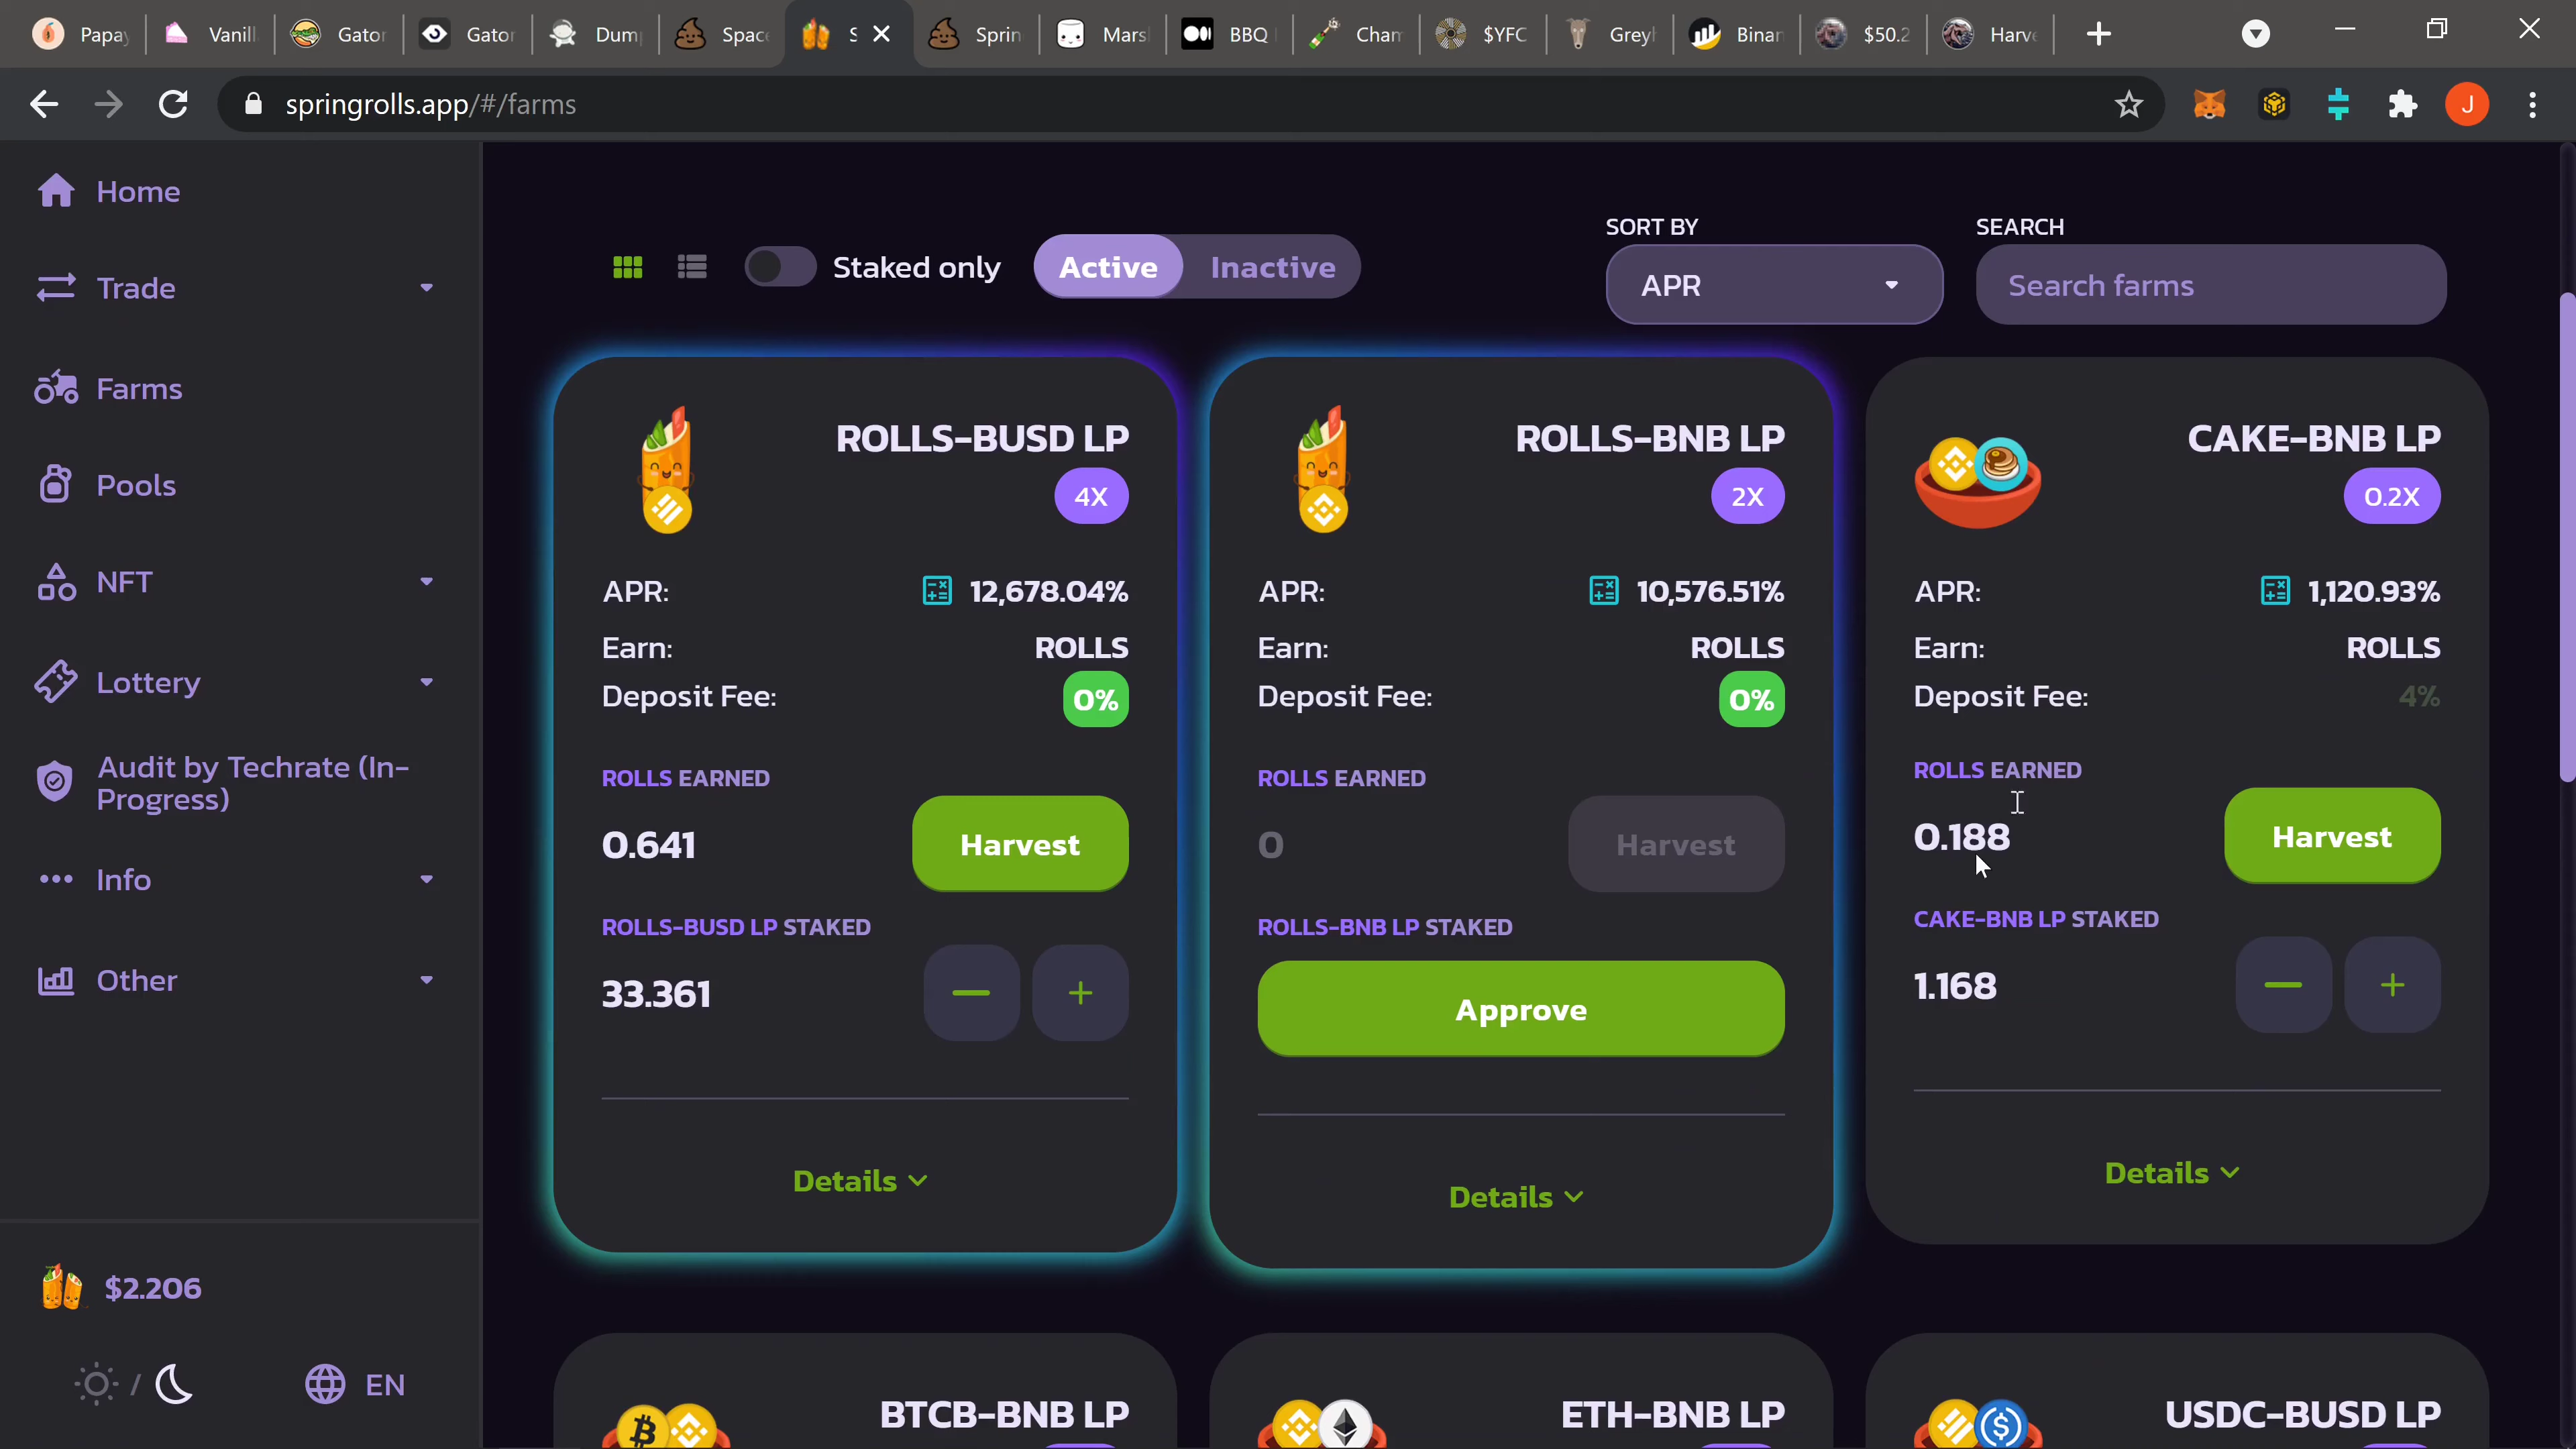 Papay
Vanill
Gator
Gator
Dump
Space
S
Sprin
Mars
BBQ
Cham
$YFC
Greyh
Binan
$50.2
Harve
springrolls.app/#/farms
J
Home
Trade
Farms
Pools
NFT
Lottery
Audit by Techrate (In-
Progress)
Info
Other
$2.206
/
EN
Staked only
Active
Inactive
SORT BY
APR
SEARCH
Search farms
ROLLS-BUSD LP
4X
APR:
12,678.04%
Earn:
ROLLS
Deposit Fee:
0%
ROLLS EARNED
0.641
Harvest
ROLLS-BUSD LP STAKED
33.361
Details
ROLLS-BNB LP
2X
APR:
10,576.51%
Earn:
ROLLS
Deposit Fee:
0%
ROLLS EARNED
0
Harvest
ROLLS-BNB LP STAKED
Approve
Details
CAKE-BNB LP
0.2X
APR:
1,120.93%
Earn:
ROLLS
Deposit Fee:
4%
ROLLS EARNED
0.188
Harvest
CAKE-BNB LP STAKED
1.168
Details
BTCB-BNB LP
ETH-BNB LP
USDC-BUSD LP